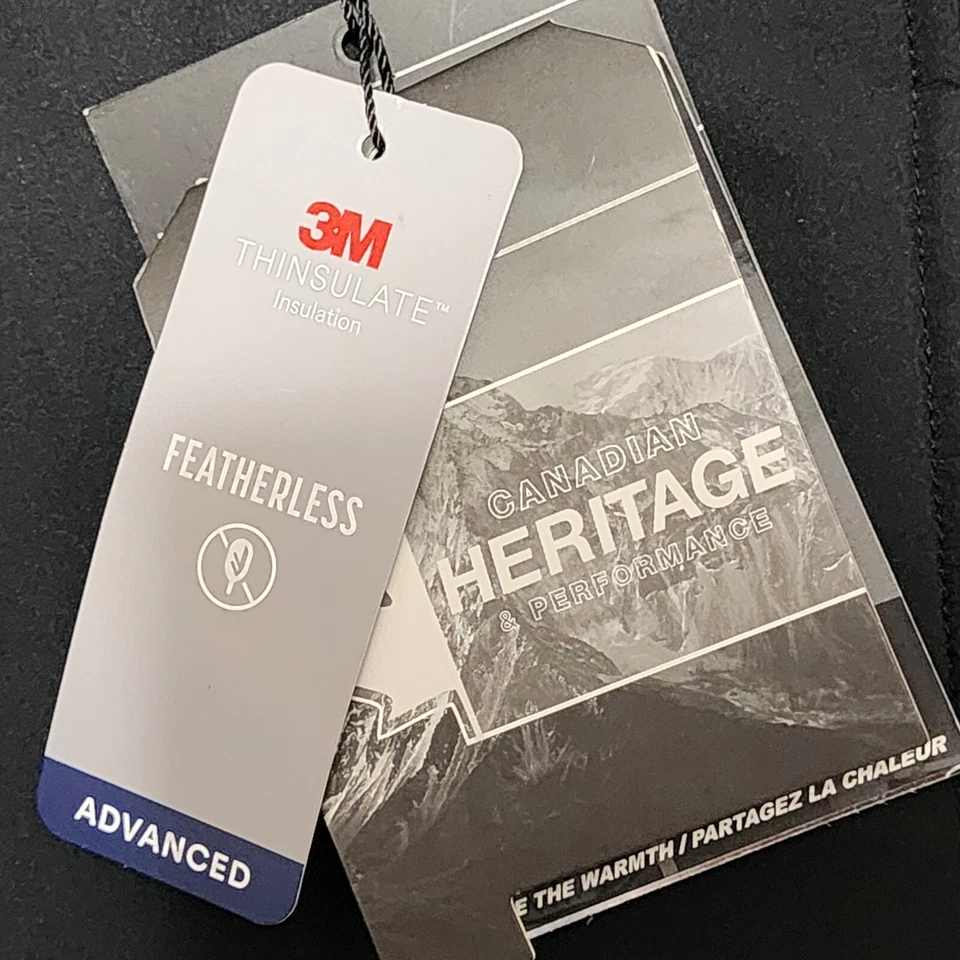 3M
THINSULATE™
Insulation
FEATHERLESS
ADVANCED
CANADIAN
HERITAGE
& PERFORMANCE
THE WARMTH / PARTAGEZ LA CHALEUR